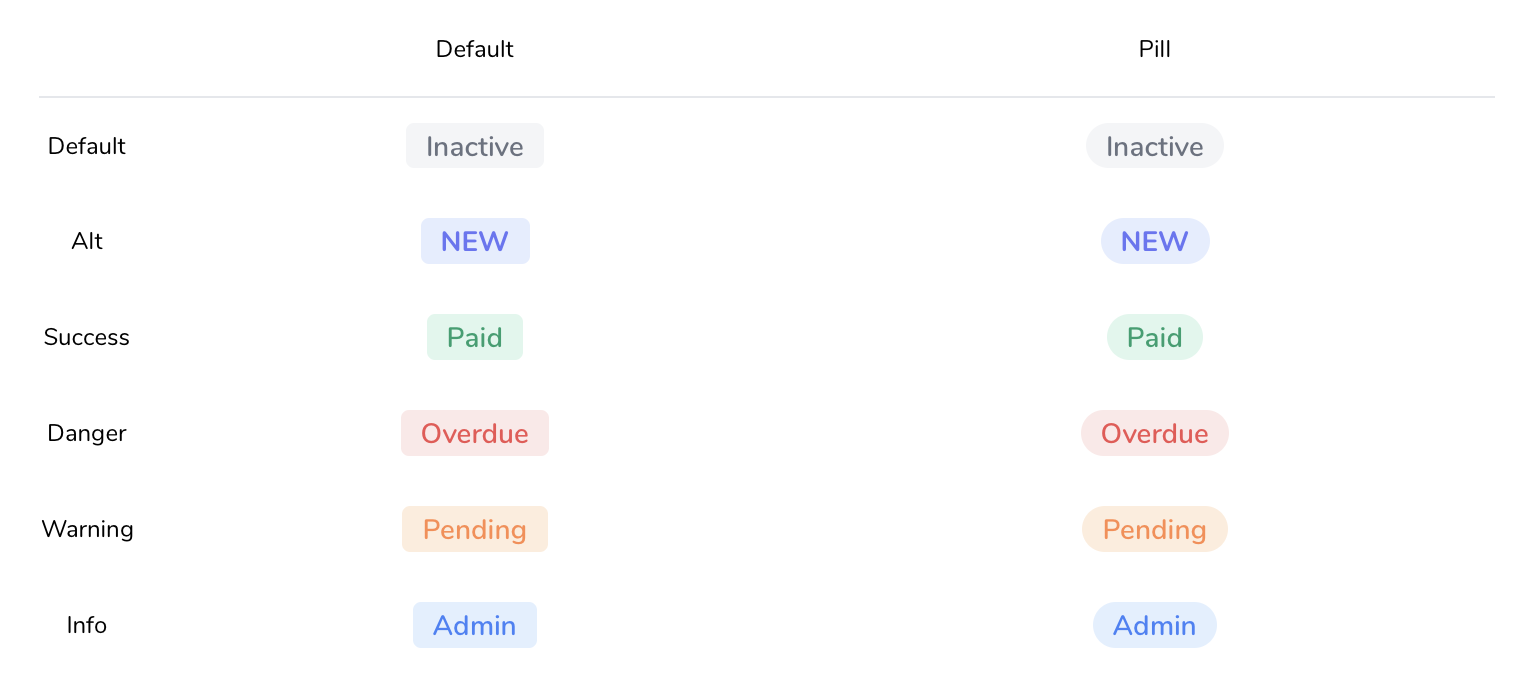 Default Pill
Default Inactive Inactive
Alt NEW NEW
Success Paid Paid
Danger Overdue Overdue
Warning Pending Pending
Info Admin Admin